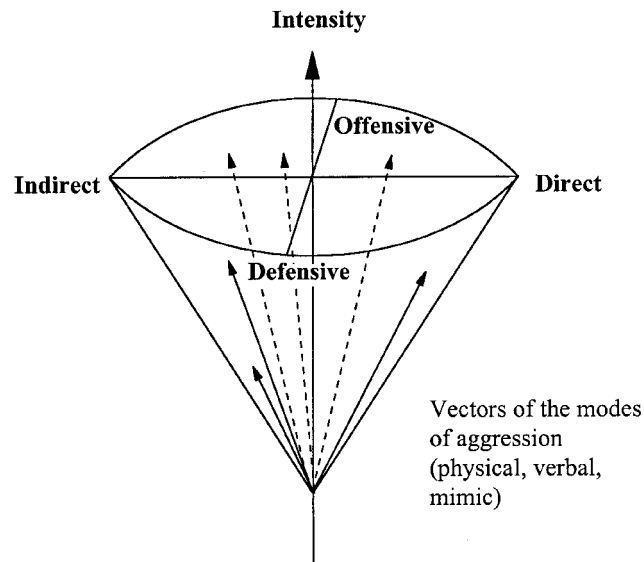 Intensity
Offensive
Indirect
Direct
Defensive
Vectors of the modes
of aggression
(physical, verbal,
mimic)